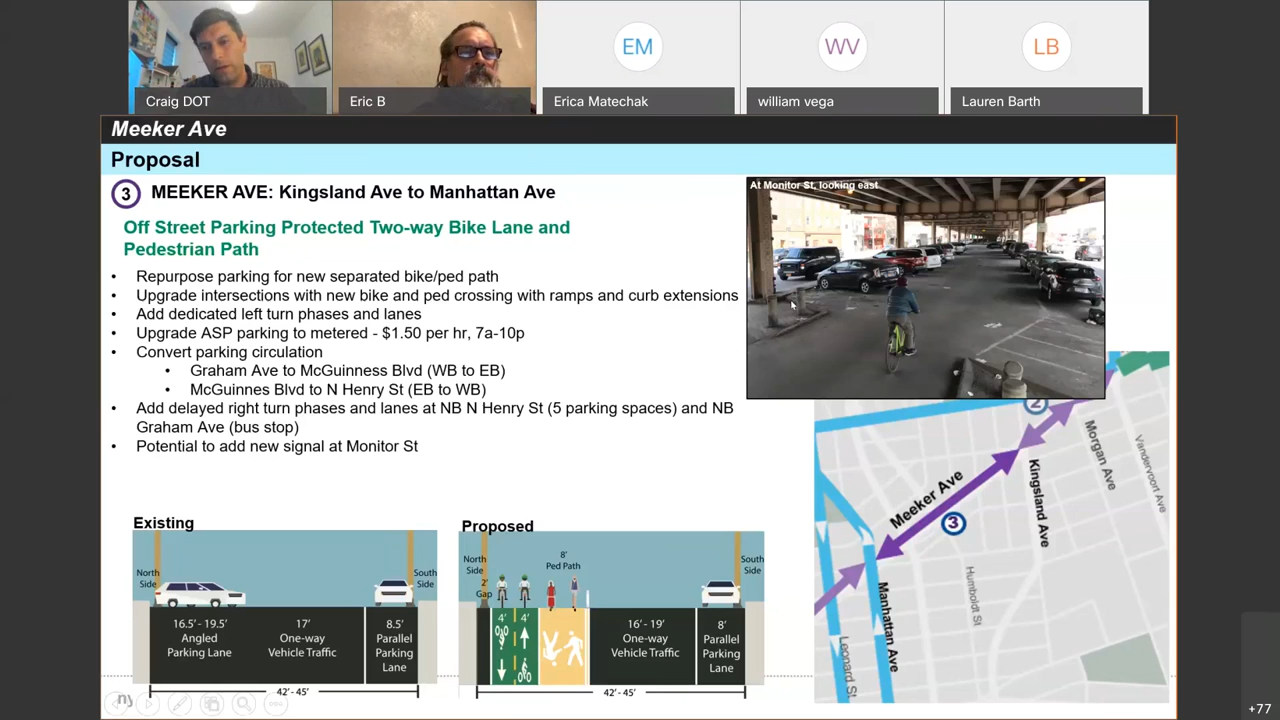 EM
WV
LB
Craig DOT
Eric B
Erica Matechak
william vega
Lauren Barth
Meeker Ave
Proposal
3 MEEKER AVE: Kingsland Ave to Manhattan Ave
Off Street Parking Protected Two-way Bike Lane and
Pedestrian Path
• Repurpose parking for new separated bike/ped path
• Upgrade intersections with new bike and ped crossing with ramps and curb extensions
• Add dedicated left turn phases and lanes
• Upgrade ASP parking to metered - $1.50 per hr, 7a-10p
• Convert parking circulation
• Graham Ave to McGuinness Blvd (WB to EB)
• McGuinnes Blvd to N Henry St (EB to WB)
• Add delayed right turn phases and lanes at NB N Henry St (5 parking spaces) and NB
Graham Ave (bus stop)
• Potential to add new signal at Monitor St
At Monitor St, looking east
2
Morgan Ave
Vandervoort Ave
Kingsland Ave
Meeker Ave
3
Humboldt St
Manhattan Ave
Leonard St
Existing
North
Side
South
Side
16.5' - 19.5'
Angled
Parking Lane
17'
One-way
Vehicle Traffic
8.5'
Parallel
Parking
Lane
42' - 45'
Proposed
North
Side
2'
Gap
8'
Ped Path
South
Side
4'
4'
16' - 19'
One-way
Vehicle Traffic
8'
Parallel
Parking
Lane
42' - 45'
ny
+77